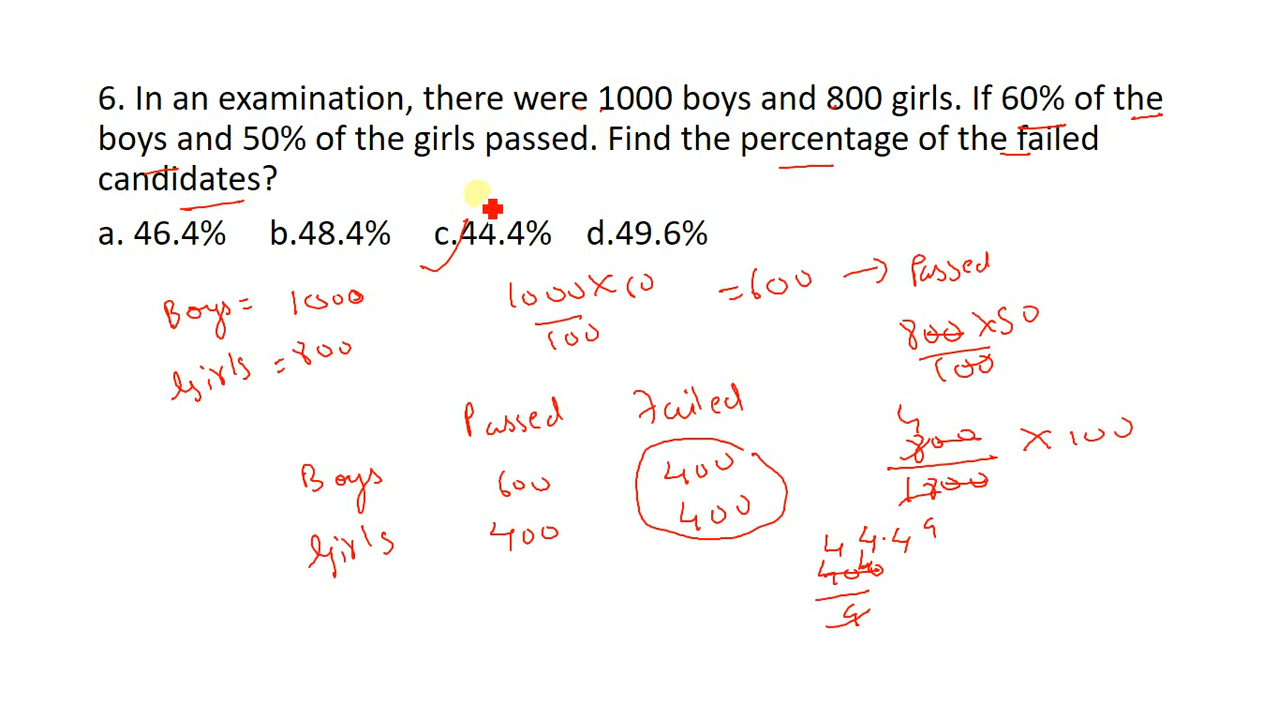 6. In an examination, there were 1000 boys and 800 girls. If 60% of the
boys and 50% of the girls passed. Find the percentage of the failed
candidates?
a. 46.4% b.48.4% c.44.4% d.49.6%
Boys = 1000
1000 X 60 = 600 → Passed
100
Girls = 800
800 X 50
100
Passed Failed
Boys 600 400
Girls 400 400
4
800 X 100
1800
9
44.4
400
9